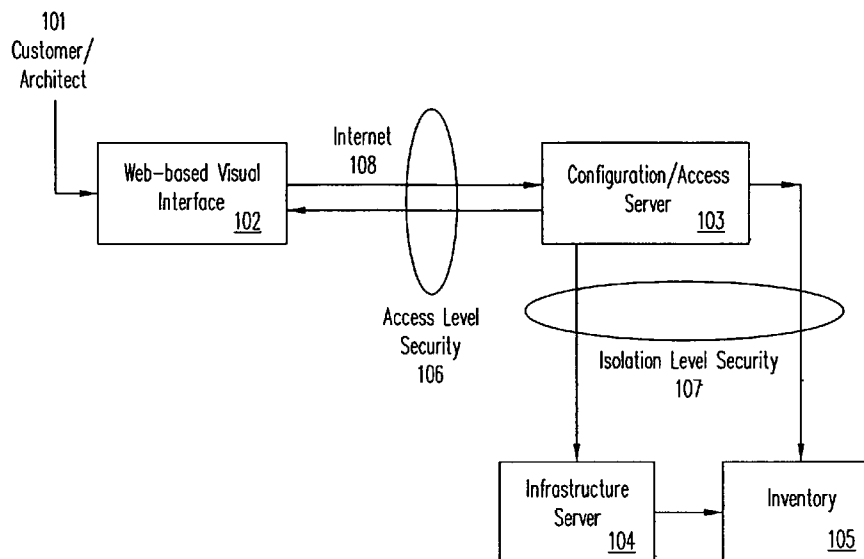 101
Customer/
Architect
Web-based Visual
Interface
102
Internet
108
Configuration/Access
Server
103
Access Level
Security
106
Isolation Level Security
107
Infrastructure
Server
104
Inventory
105